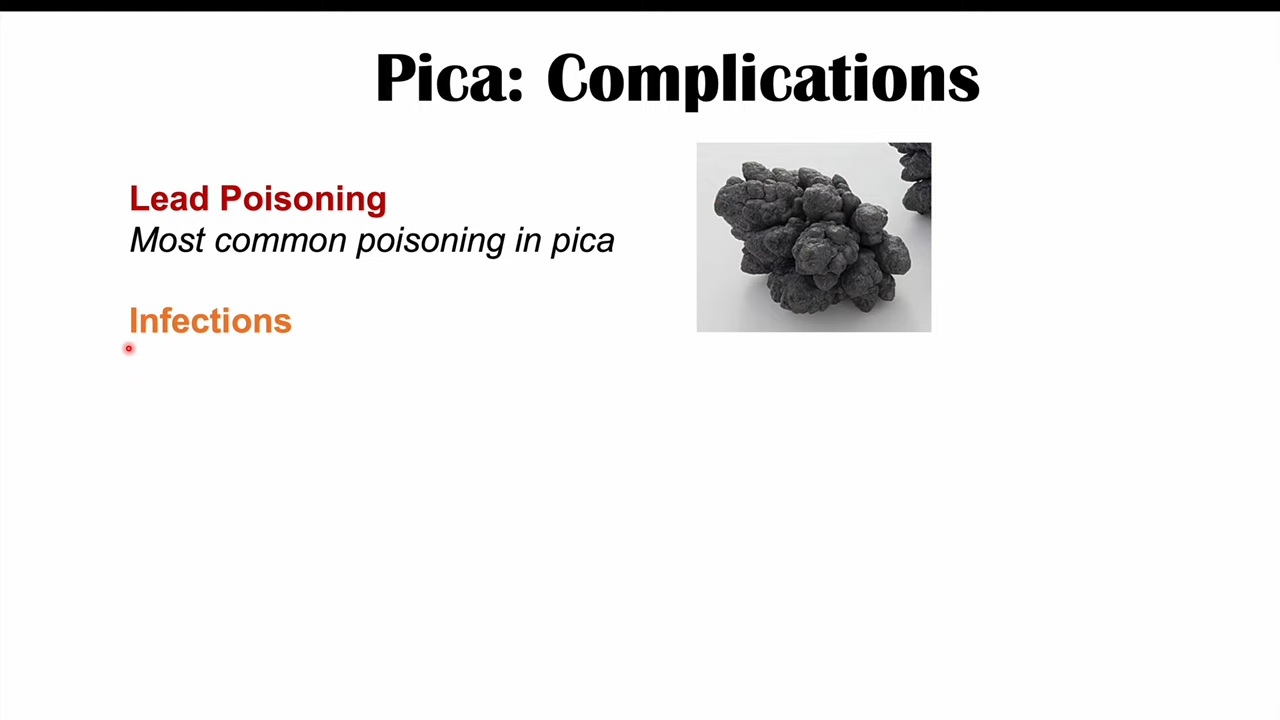 Pica: Complications
Lead Poisoning
Most common poisoning in pica
Infections